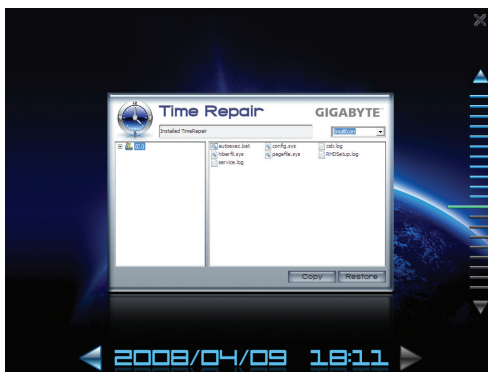 Time Repair
GIGABYTE
Installed TimeRepair
SmallIcon
(C:)
autoexec.bat config.sys csb.log
hiberfil.sys pagefile.sys RHDSetup.log
service.log
Copy Restore
2008/04/09 18:11